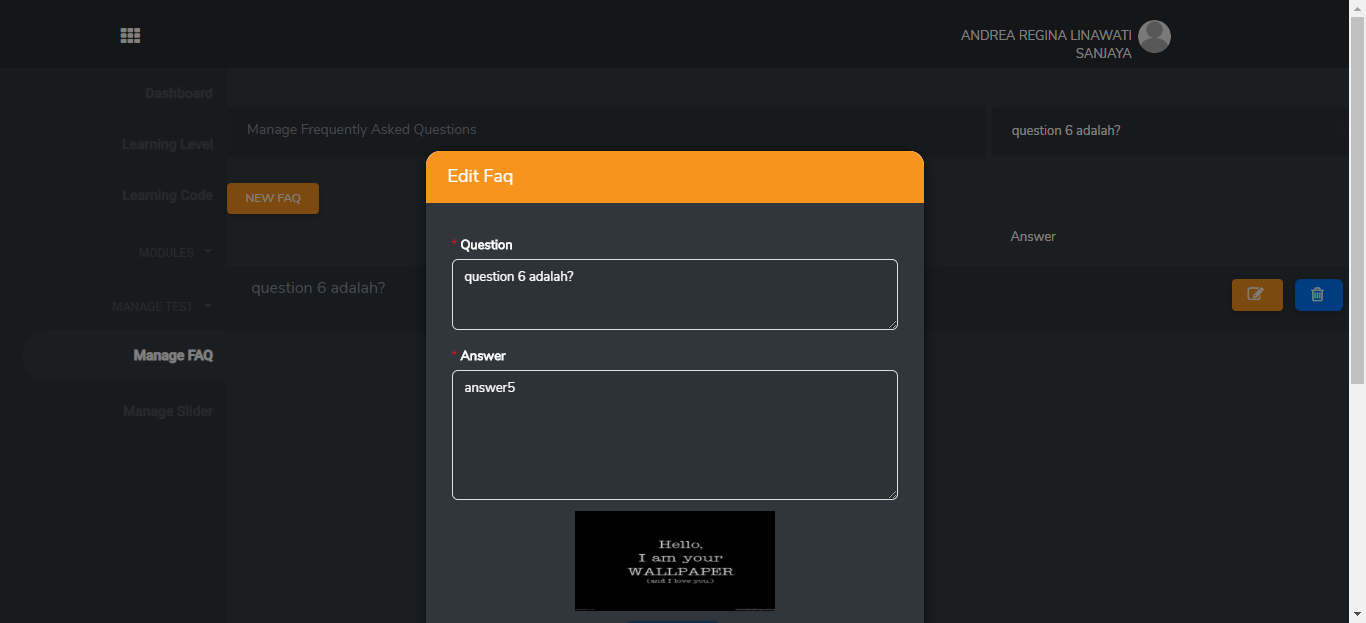 ANDREA REGINA LINAWATI
SANJAYA
Dashboard
Learning Level
Learning Code
MODULES
MANAGE TEST
Manage FAQ
Manage Slider
Manage Frequently Asked Questions
question 6 adalah?
NEW FAQ
Answer
question 6 adalah?
Edit Faq
* Question
question 6 adalah?
* Answer
answer5
Hello,
I am your
WALLPAPER
(and I love you.)